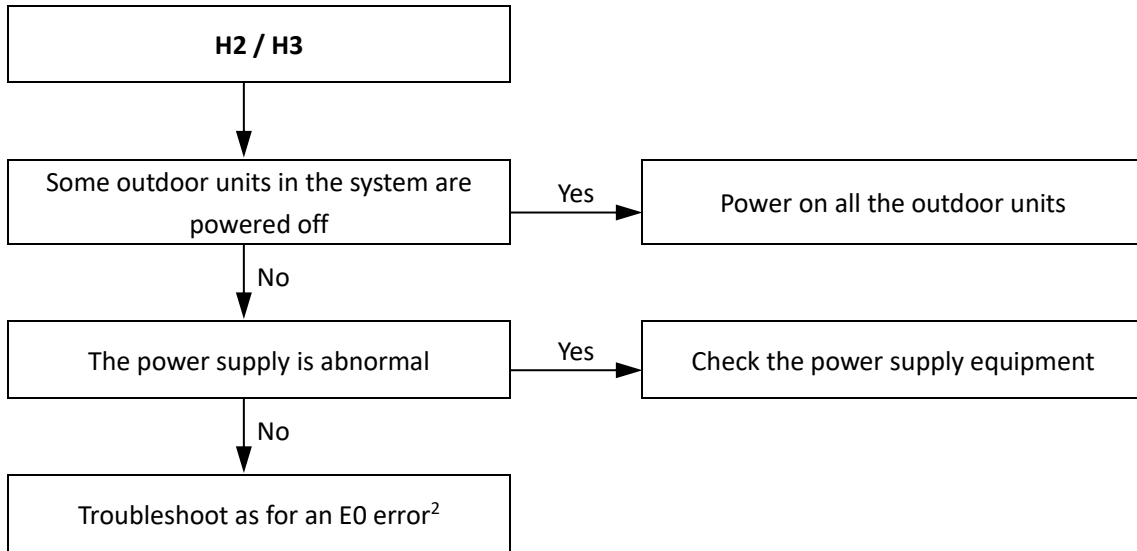 H2 / H3
Some outdoor units in the system are
powered off
Yes
Power on all the outdoor units
No
The power supply is abnormal
Yes
Check the power supply equipment
No
Troubleshoot as for an E0 error²